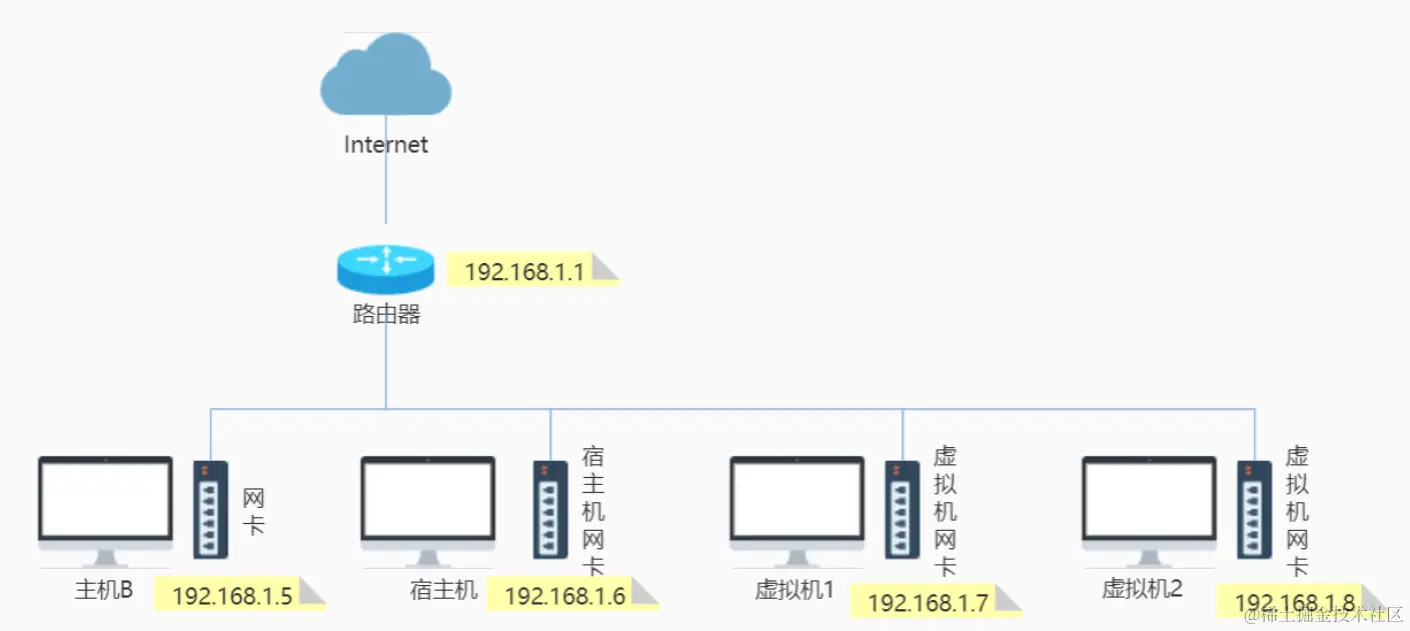 Internet
192.168.1.1
路由器
网卡
宿主机网卡
虚拟机网卡
虚拟机网卡
主机B
192.168.1.5
宿主机
192.168.1.6
虚拟机1
192.168.1.7
虚拟机2
192.168.1.8
@稀土掘金技术社区